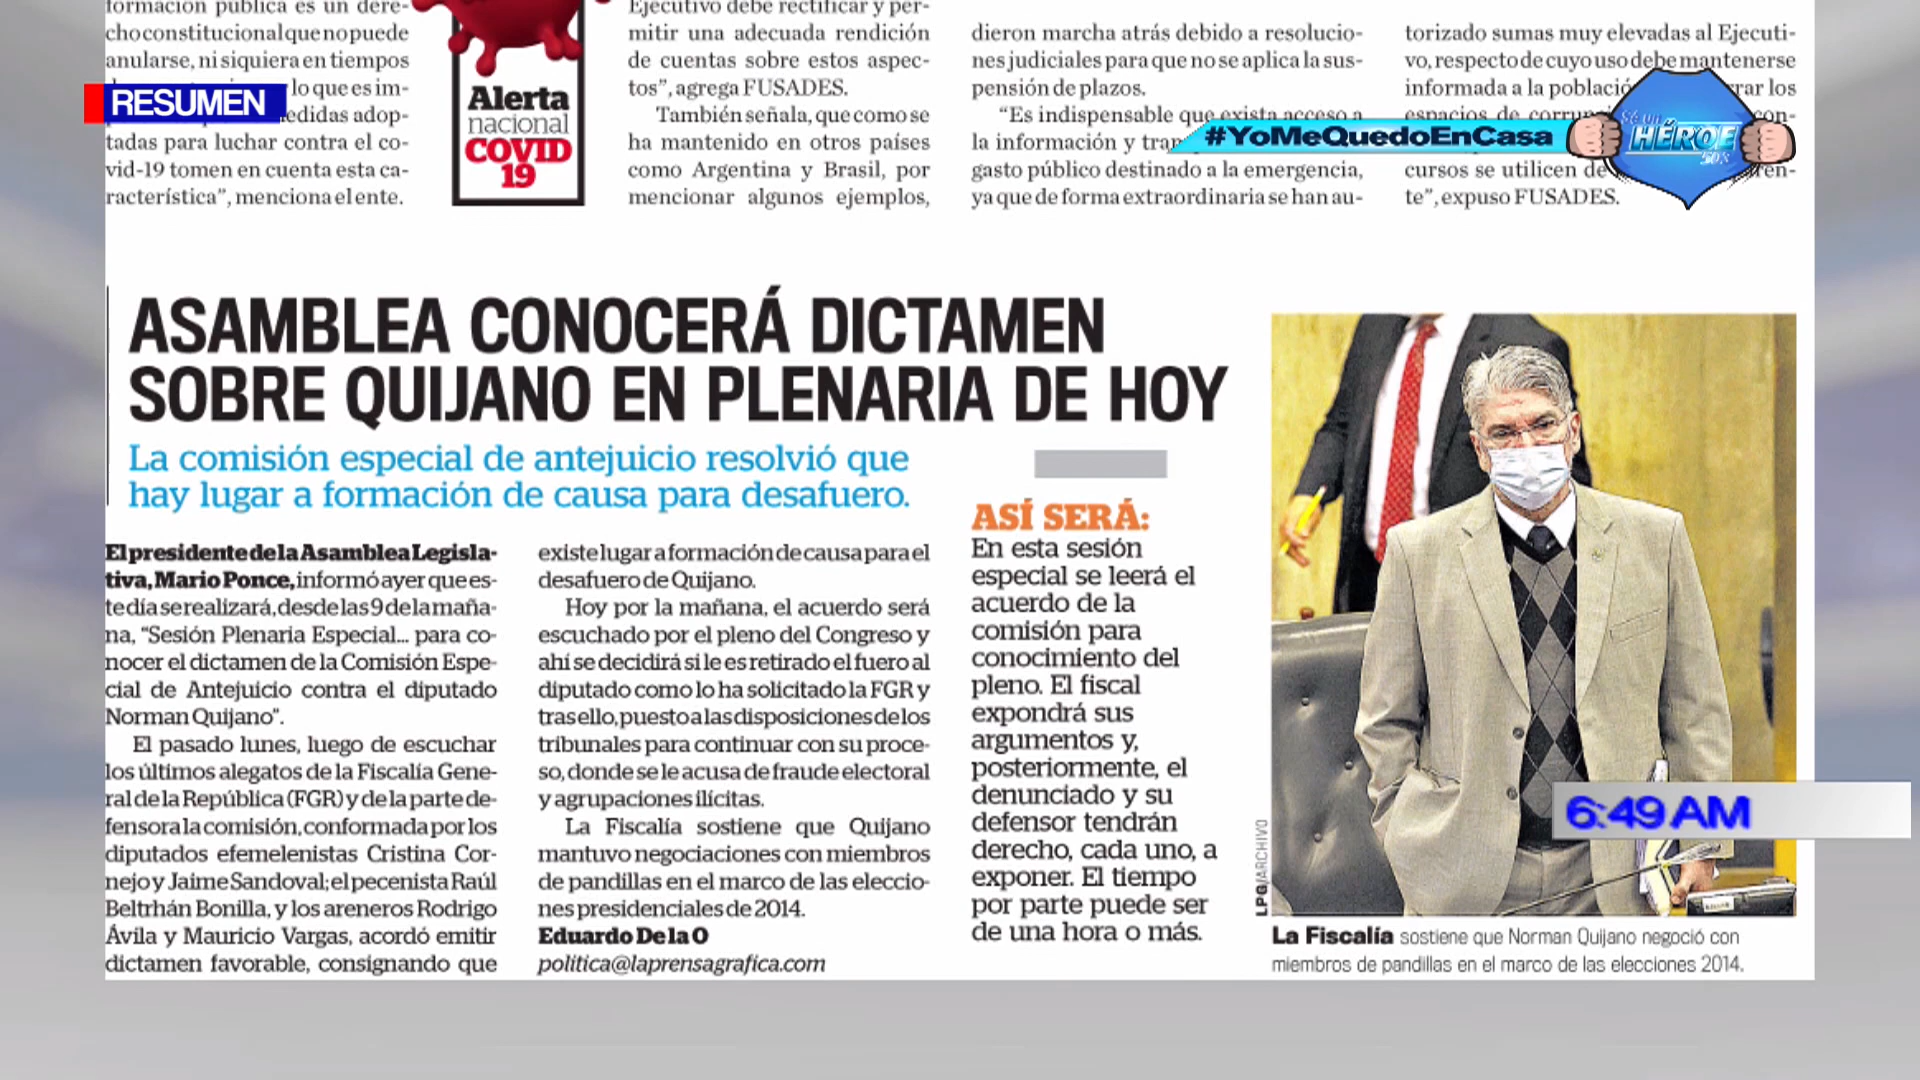 formación pública es un dere-
cho constitucional que no puede
anularse, ni siquiera en tiempos
lo que es im-
medidas adop-
tadas para luchar contra el co-
vid-19 tomen en cuenta esta ca-
racterística", menciona el ente.
RESUMEN
Alerta
nacional
COVID
19
Ejecutivo debe rectificar y per-
mitir una adecuada rendición
de cuentas sobre estos aspec-
tos", agrega FUSADES.
También señala, que como se
ha mantenido en otros países
como Argentina y Brasil, por
mencionar algunos ejemplos,
dieron marcha atrás debido a resolucio-
nes judiciales para que no se aplica la sus-
pensión de plazos.
"Es indispensable que exista acceso a
la información y
gasto público destinado a la emergencia,
ya que de forma extraordinaria se han au-
torizado sumas muy elevadas al Ejecuti-
vo, respecto de cuyo uso debe mantenerse
informada a la població
espacios de
cursos se utilicen de
te", expuso FUSADES.
#YoMeQuedoEnCasa
Sé un
HÉROE
503
ASAMBLEA CONOCERÁ DICTAMEN
SOBRE QUIJANO EN PLENARIA DE HOY
La comisión especial de antejuicio resolvió que
hay lugar a formación de causa para desafuero.
El presidente de la Asamblea Legisla-
tiva, Mario Ponce, informó ayer que es-
te día se realizará, desde las 9 de la maña-
na, "Sesión Plenaria Especial... para co-
nocer el dictamen de la Comisión Espe-
cial de Antejuicio contra el diputado
Norman Quijano".
El pasado lunes, luego de escuchar
los últimos alegatos de la Fiscalía Gene-
ral de la República (FGR) y de la parte de-
fensora la comisión, conformada por los
diputados efemelenistas Cristina Cor-
nejo y Jaime Sandoval; el pecenista Raúl
Beltrhán Bonilla, y los areneros Rodrigo
Ávila y Mauricio Vargas, acordó emitir
dictamen favorable, consignando que
existe lugar a formación de causa para el
desafuero de Quijano.
Hoy por la mañana, el acuerdo será
escuchado por el pleno del Congreso y
ahí se decidirá si le es retirado el fuero al
diputado como lo ha solicitado la FGR y
tras ello, puesto a las disposiciones de los
tribunales para continuar con su proce-
so, donde se le acusa de fraude electoral
y agrupaciones ilícitas.
La Fiscalía sostiene que Quijano
mantuvo negociaciones con miembros
de pandillas en el marco de las eleccio-
nes presidenciales de 2014.
Eduardo De la O
politica@laprensagrafica.com
ASÍ SERÁ:
En esta sesión
especial se leerá el
acuerdo de la
comisión para
conocimiento del
pleno. El fiscal
expondrá sus
argumentos y,
posteriormente, el
denunciado y su
defensor tendrán
derecho, cada uno, a
exponer. El tiempo
por parte puede ser
de una hora o más.
LPG/ARCHIVO
6:49 AM
La Fiscalía sostiene que Norman Quijano negoció con
miembros de pandillas en el marco de las elecciones 2014.